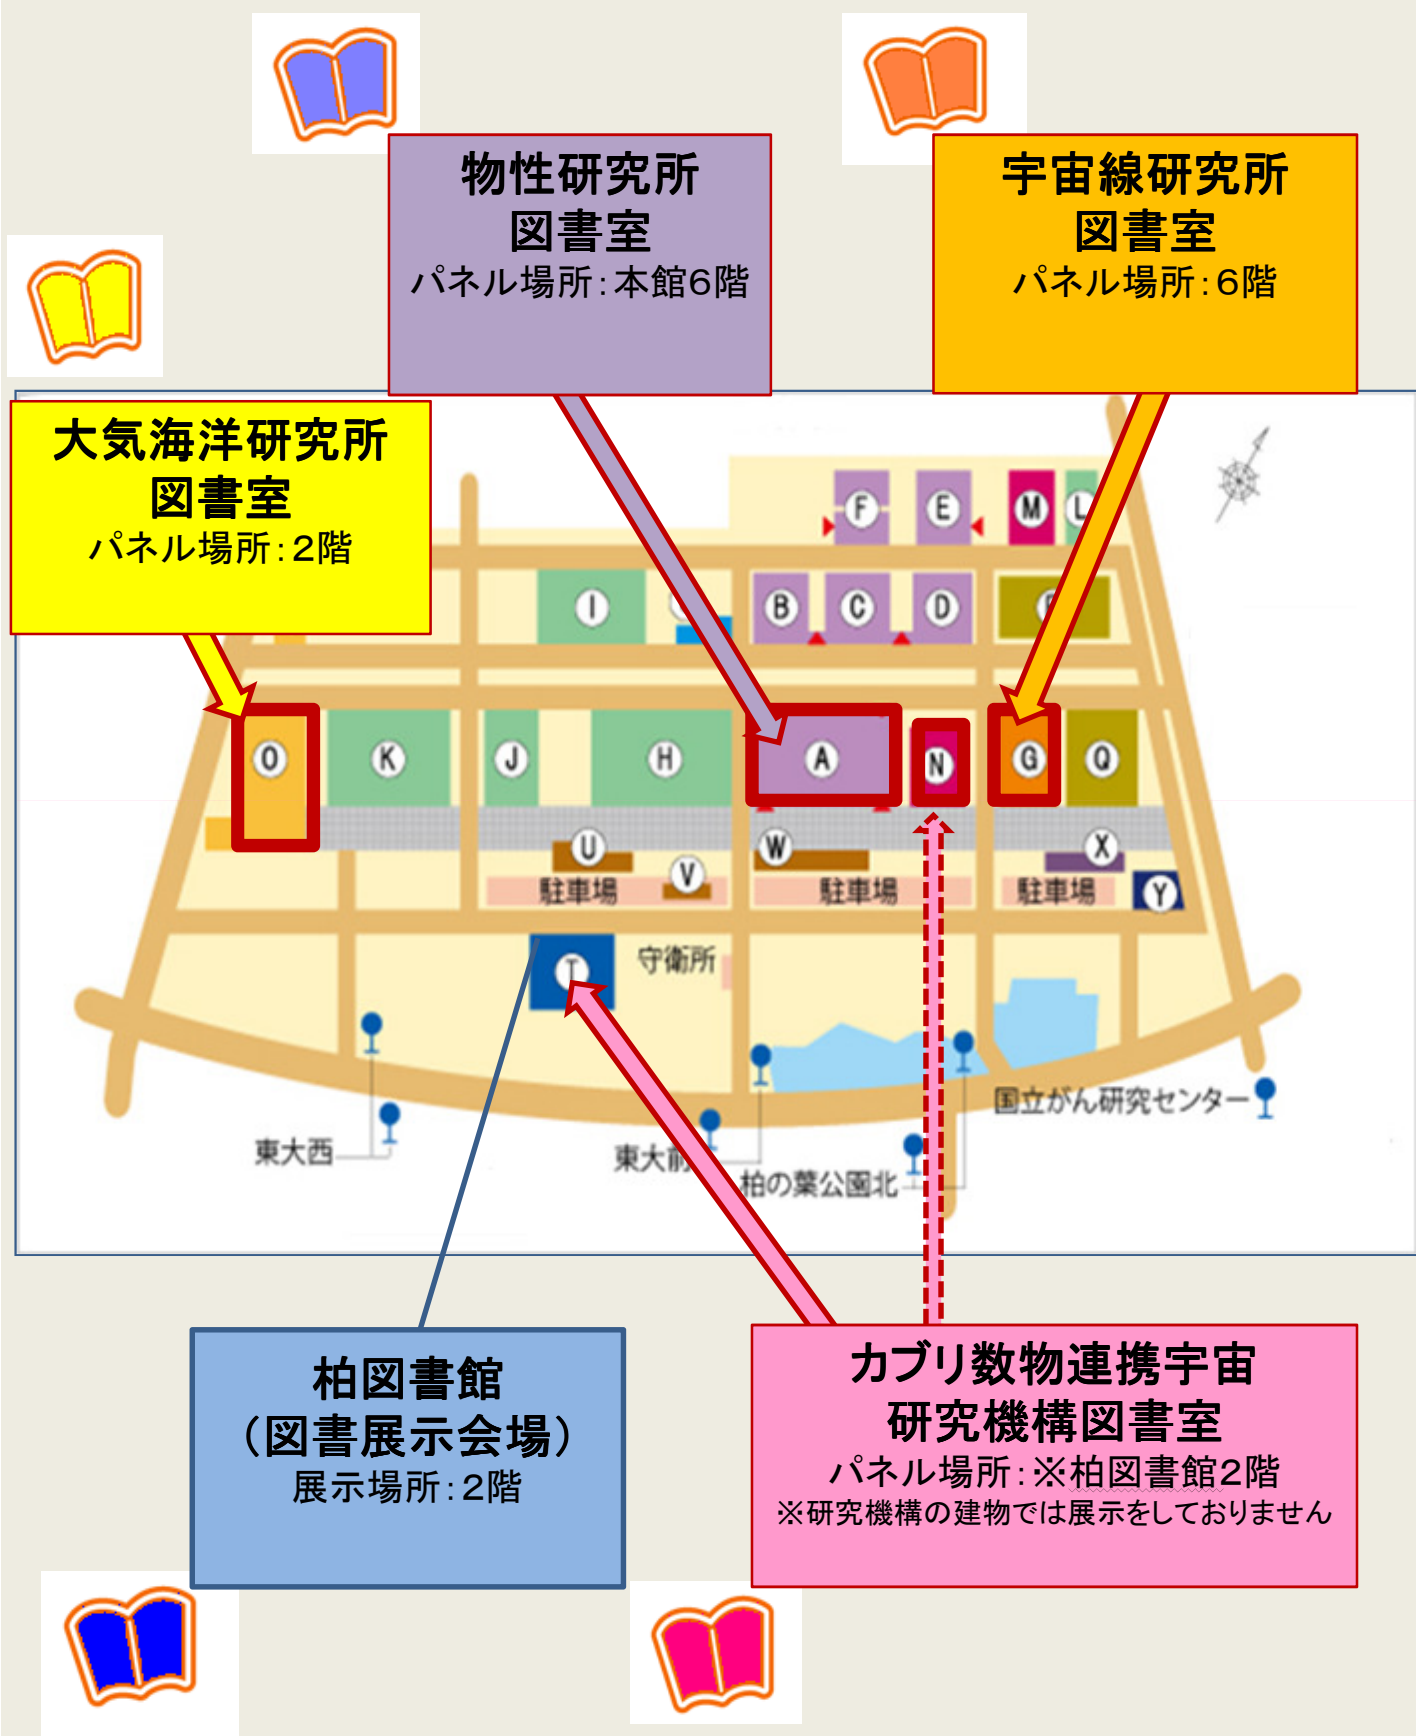 物性研究所
図書室
パネル場所：本館６階
宇宙線研究所
図書室
パネル場所：６階
大気海洋研究所
図書室
パネル場所：２階
F
E
M
L
I
B
C
D
O
K
J
H
A
N
G
Q
U
V
W
X
Y
駐車場
駐車場
駐車場
T
守衛所
東大西
東大前
柏の葉公園北
国立がん研究センター
柏図書館
（図書展示会場）
展示場所：２階
カブリ数物連携宇宙
研究機構図書室
パネル場所：※柏図書館２階
※研究機構の建物では展示をしておりません